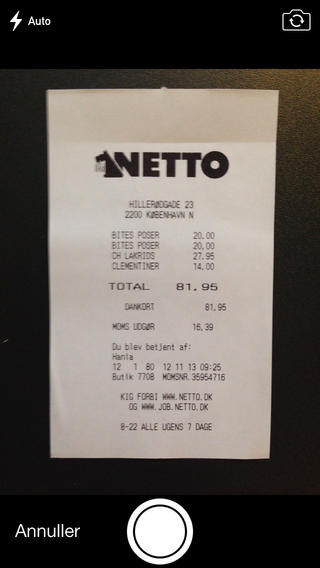 Auto
NETTO
HILLERØDGADE 23
2200 KØBENHAVN N
BITES POSER 20.00
BITES POSER 20.00
CH LAKRIDS 27.95
CLEMENTINER 14.00
TOTAL 81.95
DANKORT 81.95
MOMS UDGØR 16.39
Du blev betjent af:
Hania
12 1 80 12 11 13 09:25
Butik 7708 MOMSNR.35954716
KIG FORBI WWW.NETTO.DK
OG WWW.JOB.NETTO.DK
8-22 ALLE UGENS 7 DAGE
Annuller